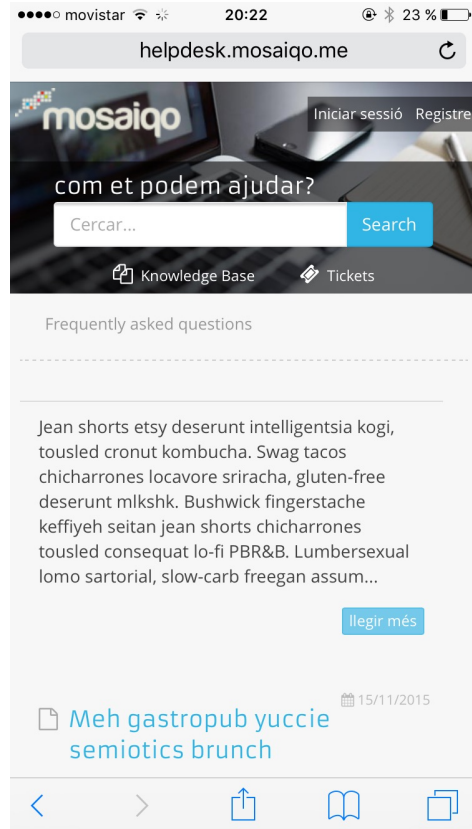 movistar 20:22 23 %
helpdesk.mosaiqo.me
mosaiqo
Iniciar sessió Registre
com et podem ajudar?
Cercar... Search
Knowledge Base Tickets
Frequently asked questions
Jean shorts etsy deserunt intelligentsia kogi,
tousled cronut kombucha. Swag tacos
chicharrones locavore sriracha, gluten-free
deserunt mlkshk. Bushwick fingerstache
keffiyeh seitan jean shorts chicharrones
tousled consequat lo-fi PBR&B. Lumbersexual
lomo sartorial, slow-carb freegan assum...
llegir més
15/11/2015
Meh gastropub yuccie
semiotics brunch